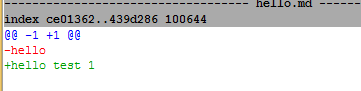 ---------------------------------- hello.md ----------------------------------
index ce01362..439d286 100644
@@ -1 +1 @@
-hello
+hello test 1